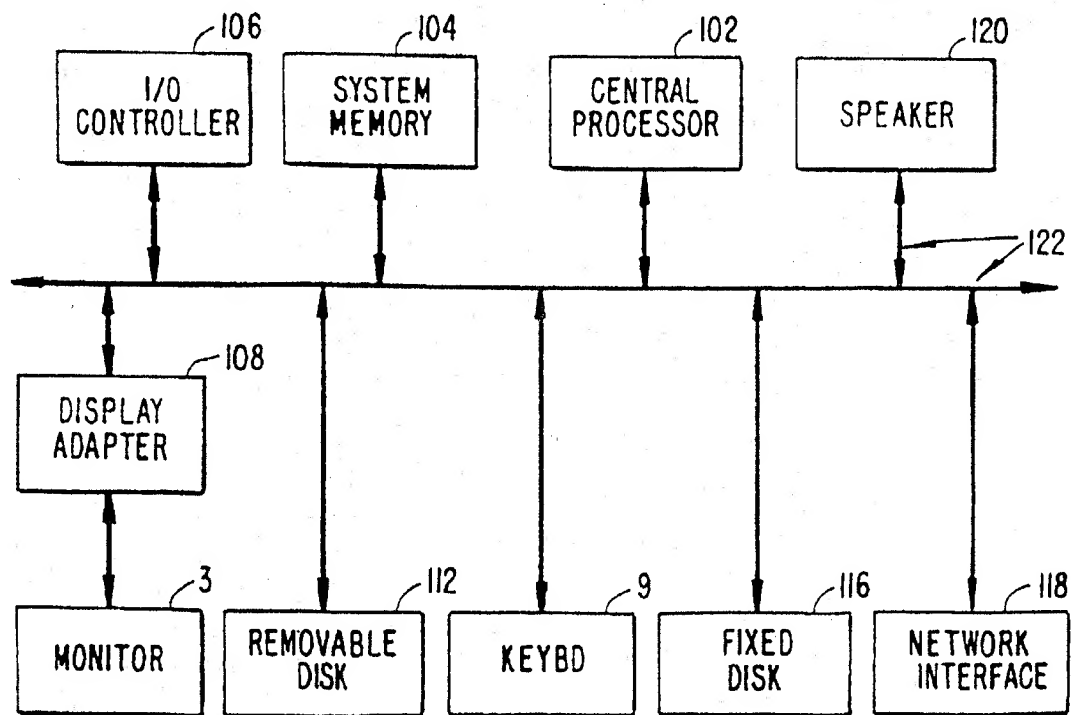 106
104
102
120
I/O
CONTROLLER
SYSTEM
MEMORY
CENTRAL
PROCESSOR
SPEAKER
122
108
DISPLAY
ADAPTER
3
112
9
116
118
MONITOR
REMOVABLE
DISK
KEYBD
FIXED
DISK
NETWORK
INTERFACE